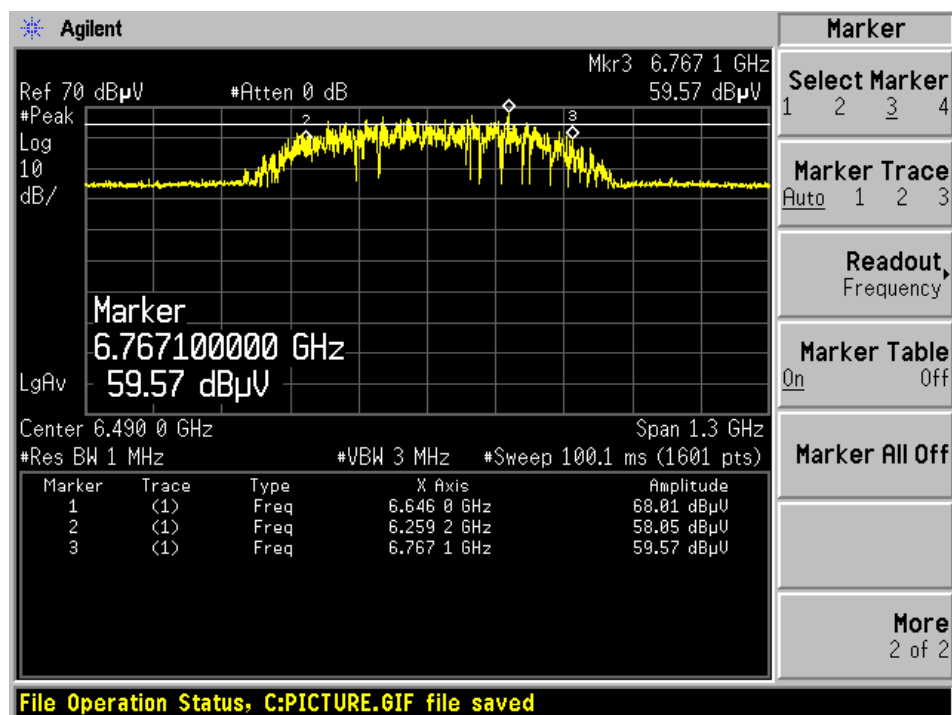 Agilent
Marker
Mkr3 6.767 1 GHz
Ref 70 dBµV #Atten 0 dB 59.57 dBµV
#Peak
Log
10
dB/
2
3
Marker
6.767100000 GHz
59.57 dBµV
LgAv
Center 6.490 0 GHz Span 1.3 GHz
#Res BW 1 MHz #VBW 3 MHz #Sweep 100.1 ms (1601 pts)
Marker Trace Type X Axis Amplitude
1 (1) Freq 6.646 0 GHz 68.01 dBµV
2 (1) Freq 6.259 2 GHz 58.05 dBµV
3 (1) Freq 6.767 1 GHz 59.57 dBµV
Select Marker
1 2 3 4
Marker Trace
Auto 1 2 3
Readout
Frequency
Marker Table
On Off
Marker All Off
More
2 of 2
File Operation Status, C:PICTURE.GIF file saved